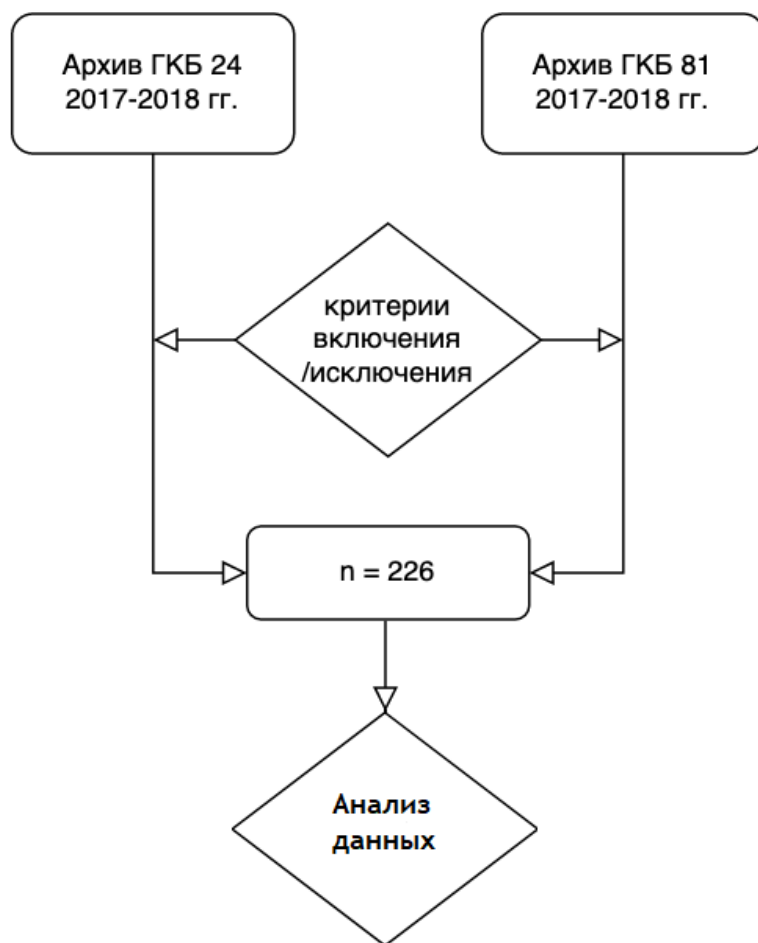 Архив ГКБ 24
2017-2018 гг.
Архив ГКБ 81
2017-2018 гг.
критерии
включения
/исключения
n = 226
Анализ
данных